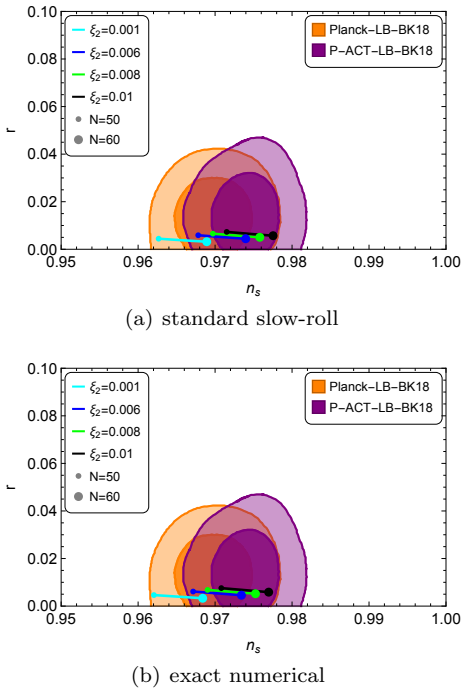 0.10
0.08
0.06
0.04
0.02
0.00
r
ξ₂=0.001
ξ₂=0.006
ξ₂=0.008
ξ₂=0.01
N=50
N=60
Planck-LB-BK18
P-ACT-LB-BK18
0.95 0.96 0.97 0.98 0.99 1.00
nₛ
(a) standard slow-roll
0.10
0.08
0.06
0.04
0.02
0.00
r
ξ₂=0.001
ξ₂=0.006
ξ₂=0.008
ξ₂=0.01
N=50
N=60
Planck-LB-BK18
P-ACT-LB-BK18
0.95 0.96 0.97 0.98 0.99 1.00
nₛ
(b) exact numerical